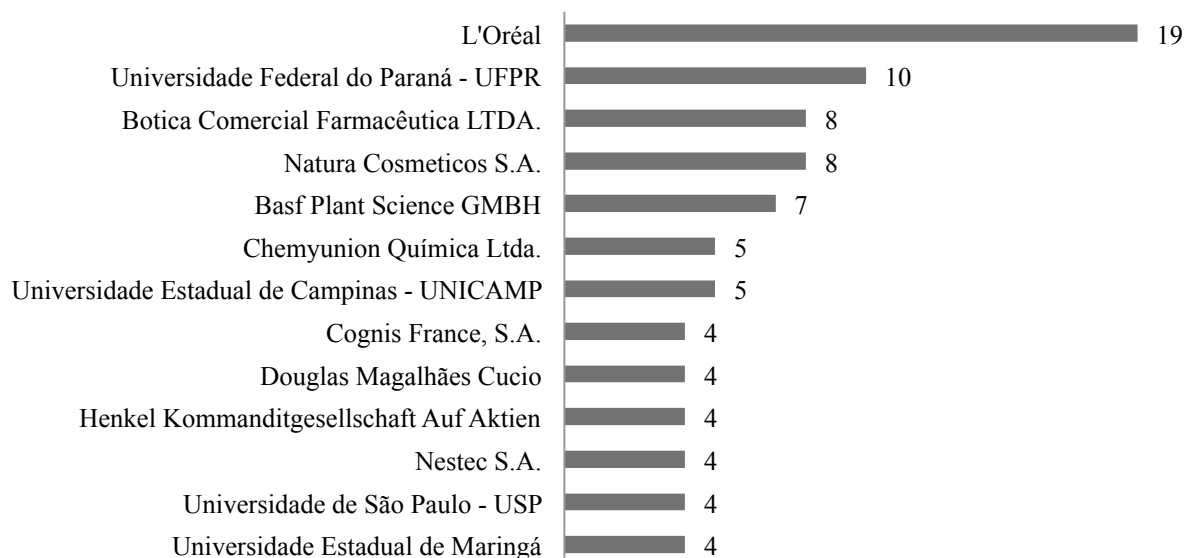 L'Oréal 19
Universidade Federal do Paraná - UFPR 10
Botica Comercial Farmacêutica LTDA. 8
Natura Cosmeticos S.A. 8
Basf Plant Science GMBH 7
Chemyunion Química Ltda. 5
Universidade Estadual de Campinas - UNICAMP 5
Cognis France, S.A. 4
Douglas Magalhães Cucio 4
Henkel Kommanditgesellschaft Auf Aktien 4
Nestec S.A. 4
Universidade de São Paulo - USP 4
Universidade Estadual de Maringá 4